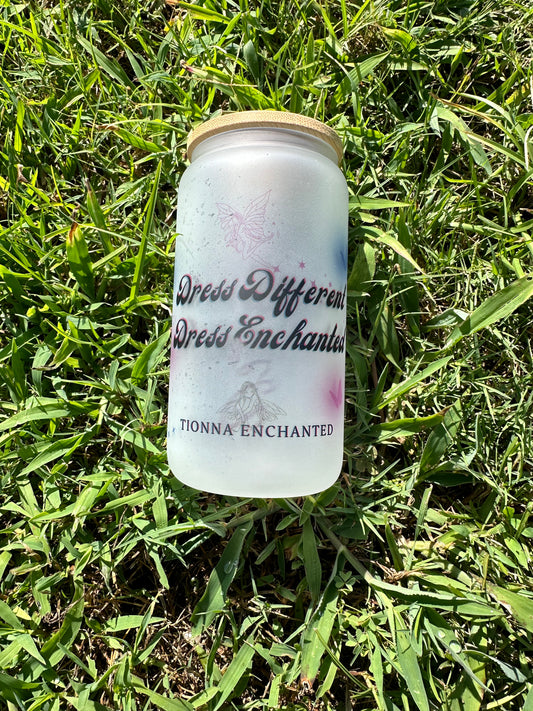 Dress Different
Dress Enchanted
TIONNA ENCHANTED